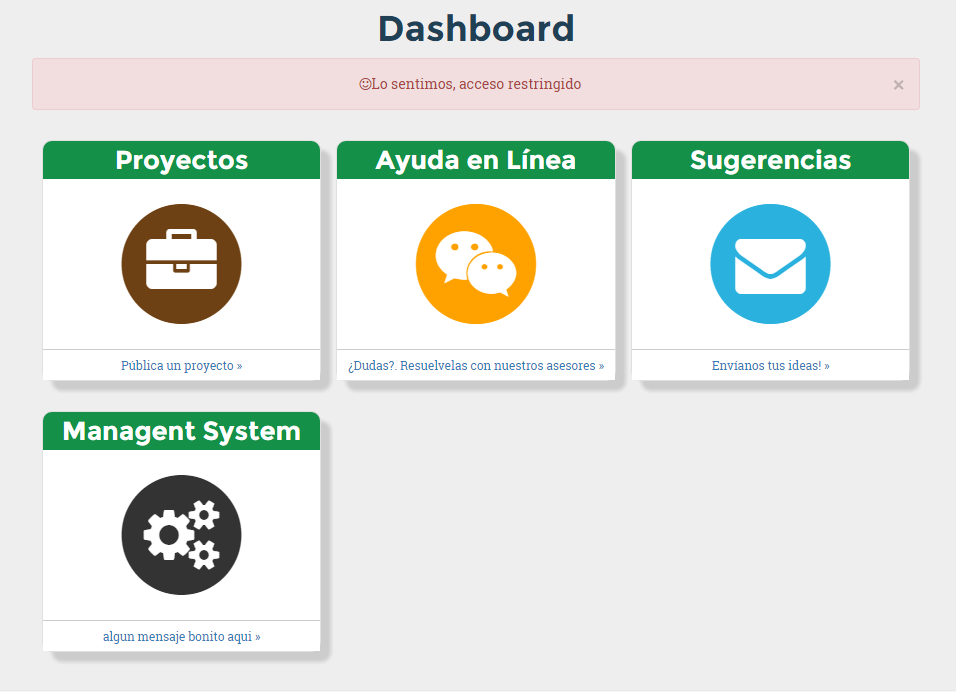 Dashboard
Lo sentimos, acceso restringido
×
Proyectos
Ayuda en Línea
Sugerencias
Pública un proyecto »
¿Dudas?. Resuelvelas con nuestros asesores »
Envíanos tus ideas! »
Managent System
algun mensaje bonito aqui »